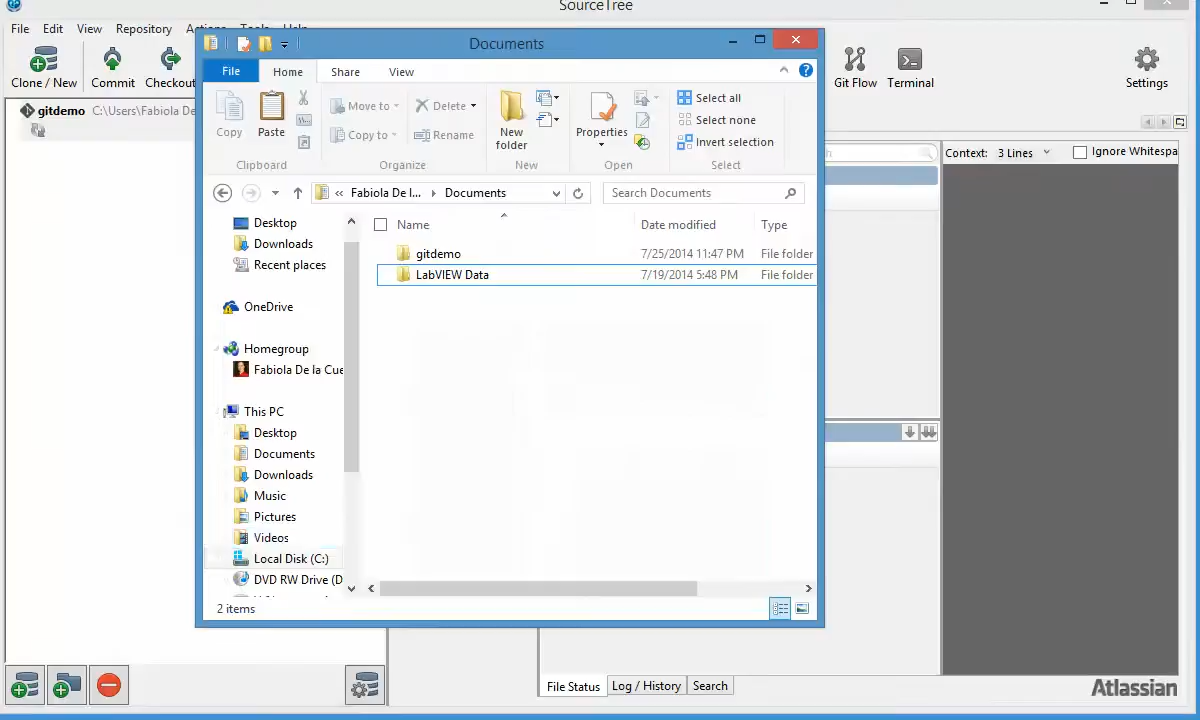 SourceTree
File Edit View Repository Actions Tools Help
Clone / New Commit Checkout
Git Flow Terminal Settings
gitdemo C:\Users\Fabiola De
Context: 3 Lines Ignore Whitespa
Documents
File Home Share View
Copy Paste
Move to
Copy to
Delete
Rename
New folder
Properties
Select all
Select none
Invert selection
Clipboard Organize New Open Select
« Fabiola De l... Documents
Search Documents
Name Date modified Type
gitdemo 7/25/2014 11:47 PM File folder
LabVIEW Data 7/19/2014 5:48 PM File folder
Desktop
Downloads
Recent places
OneDrive
Homegroup
Fabiola De la Cue
This PC
Desktop
Documents
Downloads
Music
Pictures
Videos
Local Disk (C:)
DVD RW Drive (D
2 items
File Status Log / History Search
Atlassian